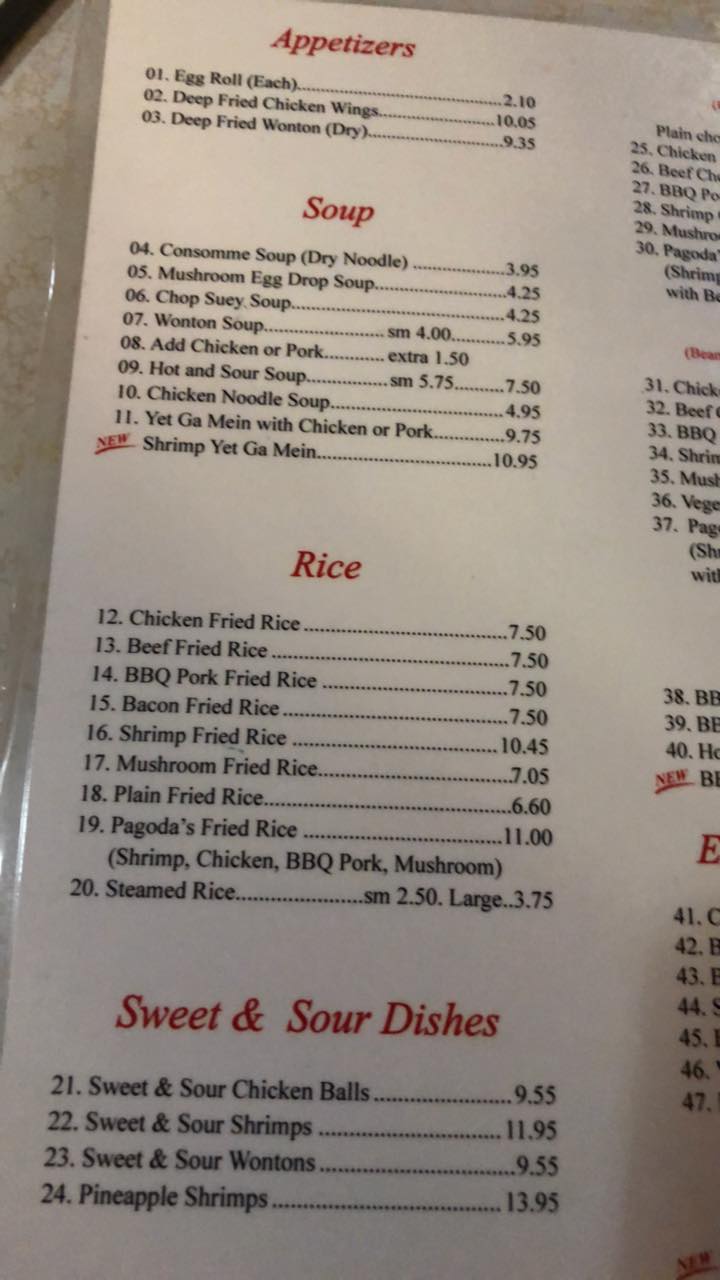 Appetizers
01. Egg Roll (Each)..........2.10
02. Deep Fried Chicken Wings..........10.05
03. Deep Fried Wonton (Dry)..........9.35
Soup
04. Consomme Soup (Dry Noodle) ..........3.95
05. Mushroom Egg Drop Soup..........4.25
06. Chop Suey Soup..........4.25
07. Wonton Soup.......... sm 4.00..........5.95
08. Add Chicken or Pork.......... extra 1.50
09. Hot and Sour Soup.......... sm 5.75..........7.50
10. Chicken Noodle Soup..........4.95
11. Yet Ga Mein with Chicken or Pork..........9.75
NEW Shrimp Yet Ga Mein..........10.95
Rice
12. Chicken Fried Rice ..........7.50
13. Beef Fried Rice ..........7.50
14. BBQ Pork Fried Rice ..........7.50
15. Bacon Fried Rice ..........7.50
16. Shrimp Fried Rice .......... 10.45
17. Mushroom Fried Rice..........7.05
18. Plain Fried Rice..........6.60
19. Pagoda's Fried Rice ..........11.00
(Shrimp, Chicken, BBQ Pork, Mushroom)
20. Steamed Rice..........sm 2.50. Large..3.75
Sweet & Sour Dishes
21. Sweet & Sour Chicken Balls ..........9.55
22. Sweet & Sour Shrimps .......... 11.95
23. Sweet & Sour Wontons ..........9.55
24. Pineapple Shrimps .......... 13.95
Plain
25. Chicken
26. Beef
27. BBQ
28. Shrimp
29.
30. Pagoda's
(Shrimp
with
(Bean
31.
32. Beef
33. BBQ
34.
35.
36.
37.
38.
39.
40.
NEW
41.
42.
43.
44.
45.
46.
47.
NEW